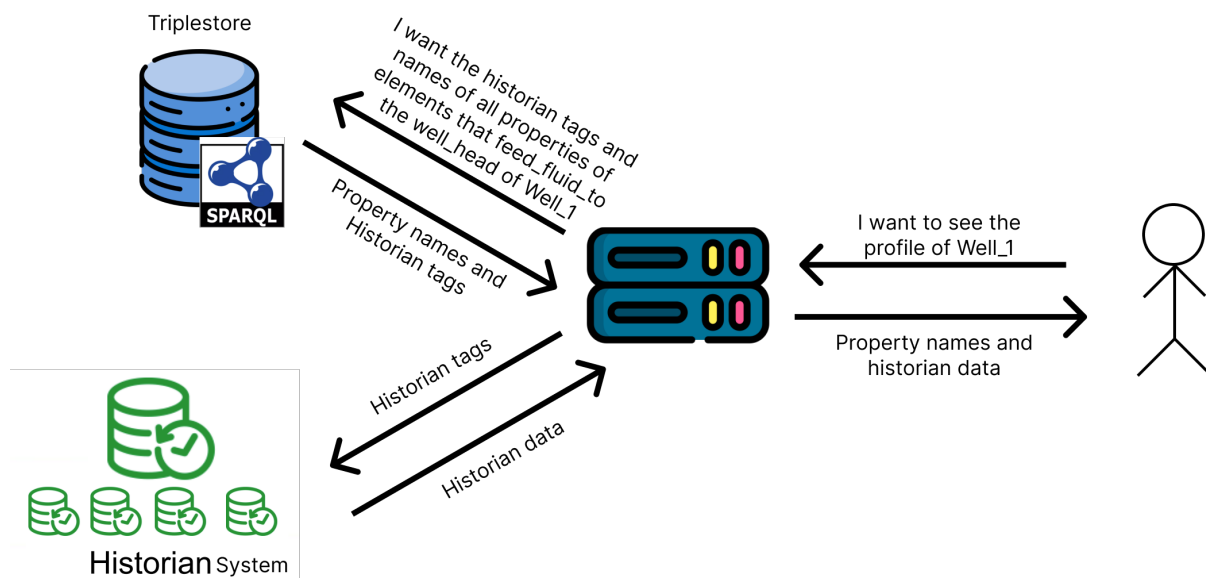 Triplestore
SPARQL
I want the historian tags and
names of all properties of
elements that feed_fluid_to
the well_head of Well_1
Property names and
Historian tags
I want to see the
profile of Well_1
Property names and
historian data
Historian tags
Historian data
Historian System